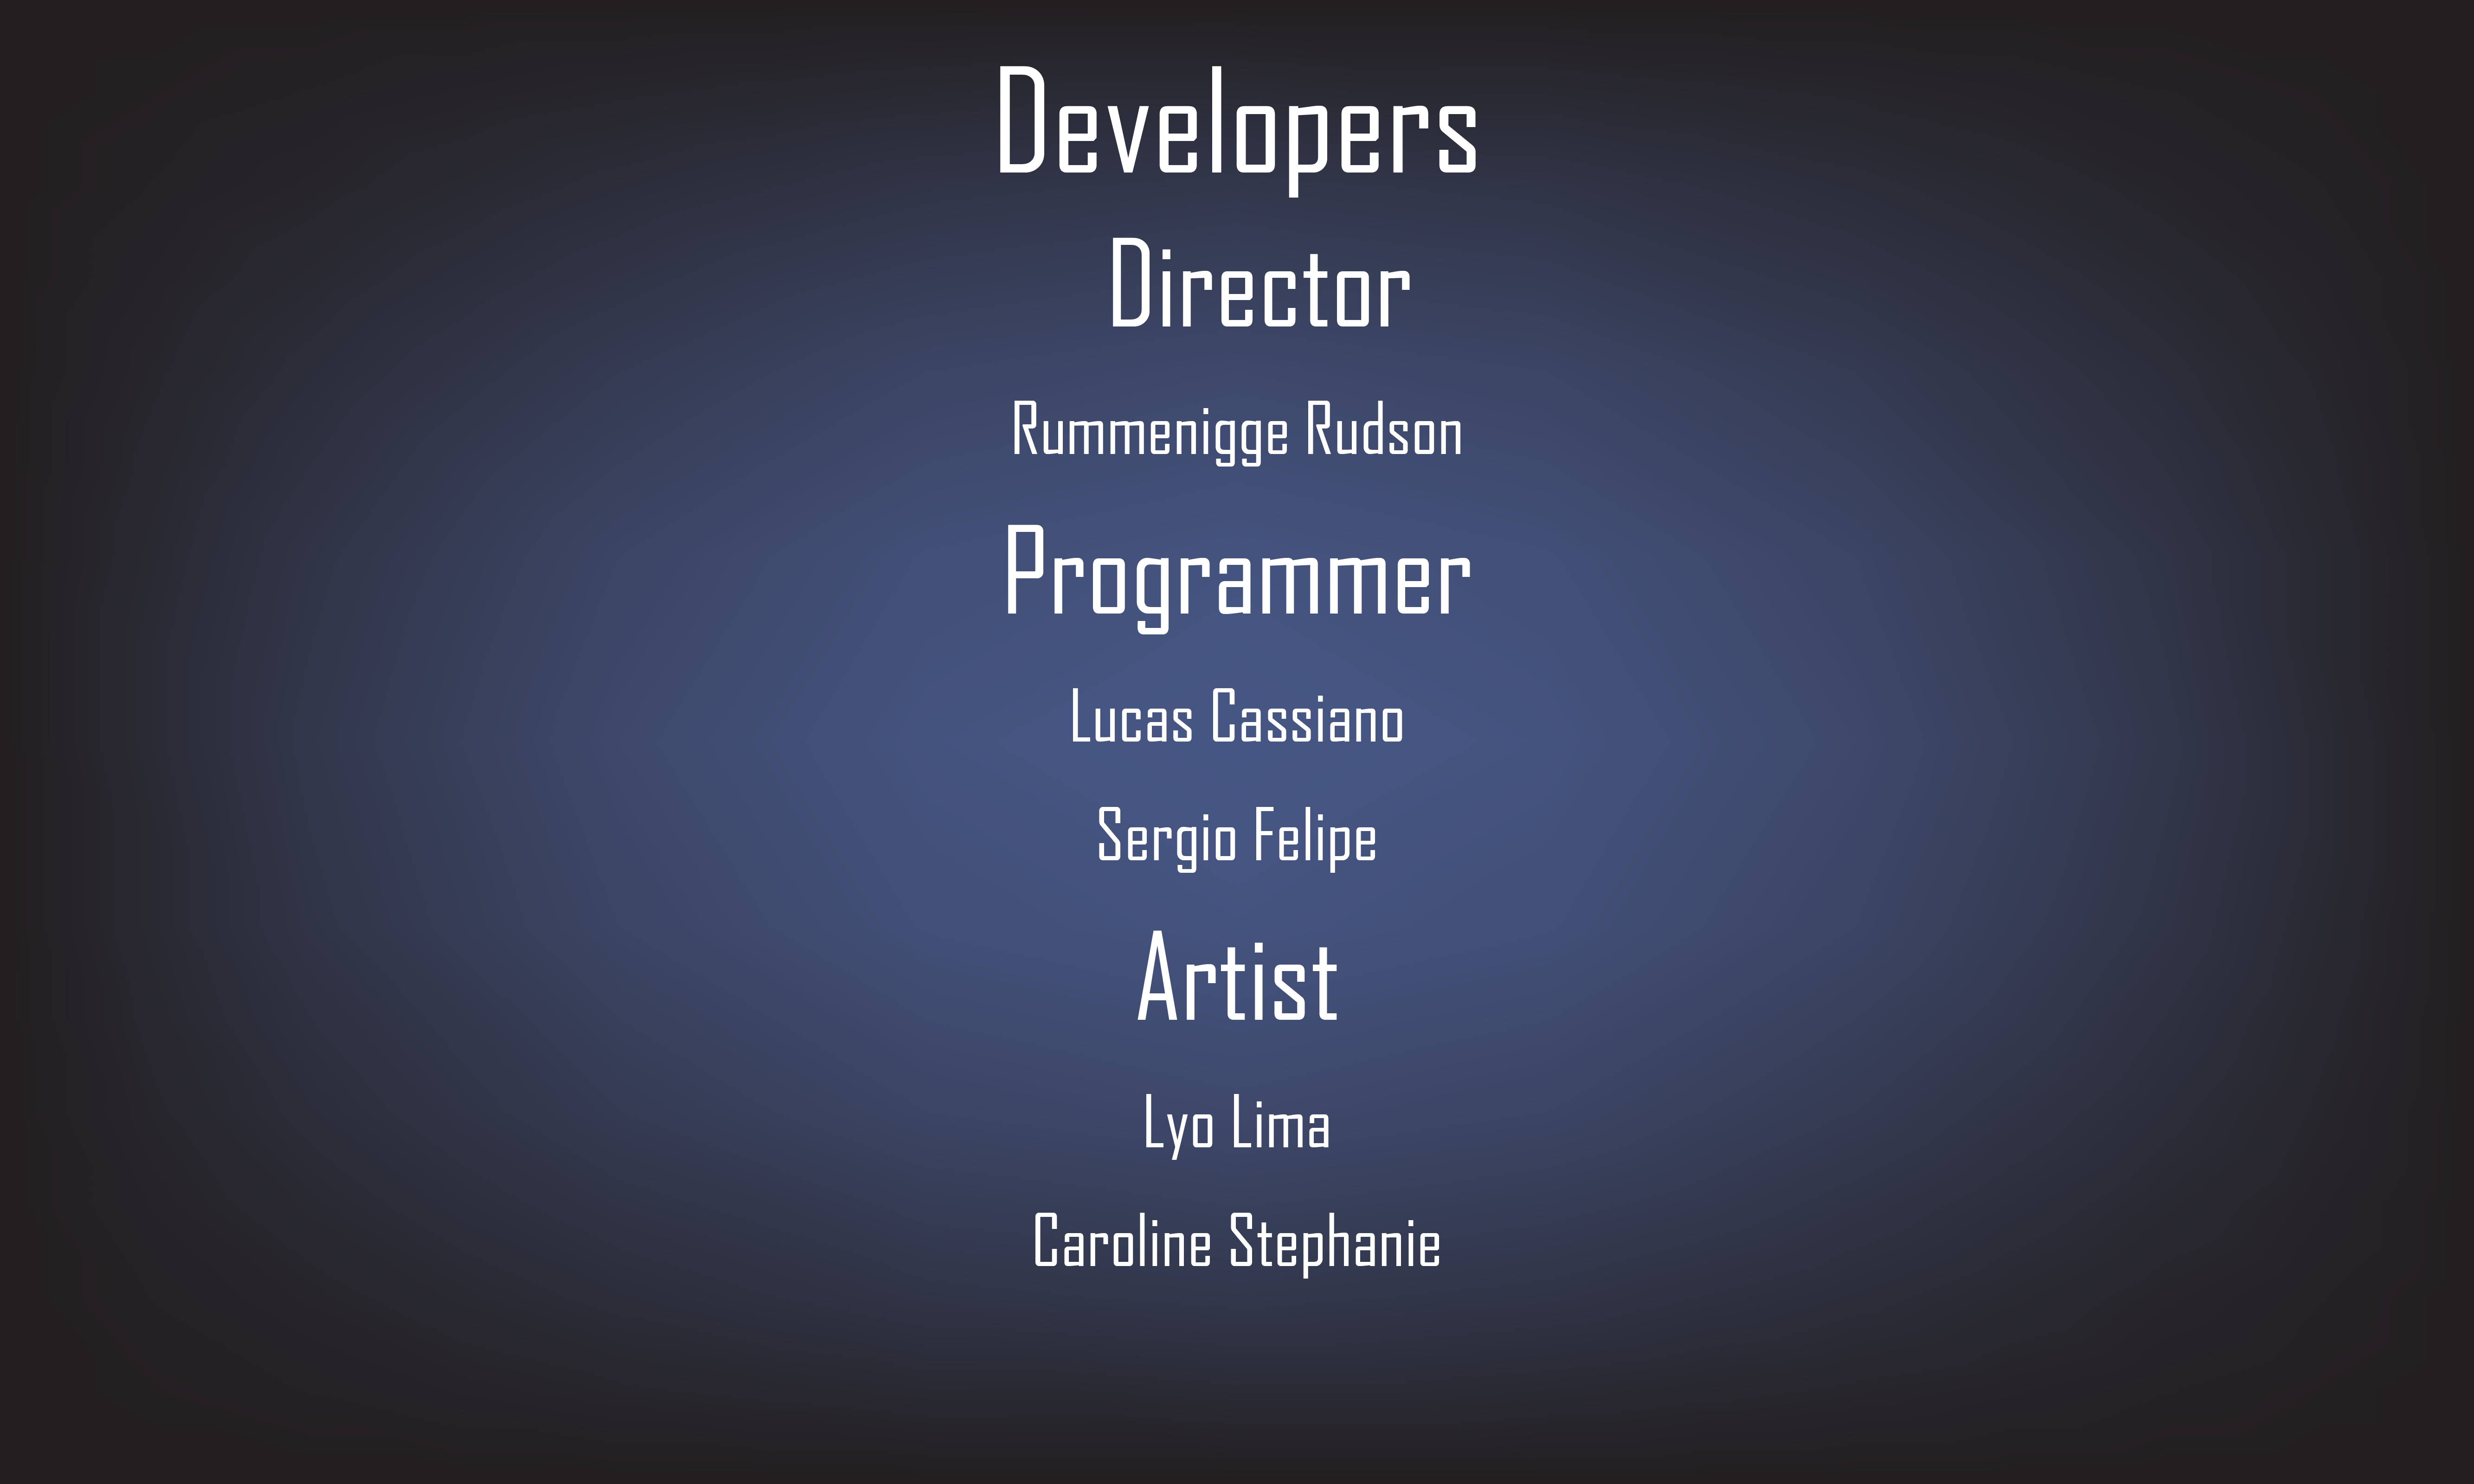 Developers
Director
Rummenigge Rudson
Programmer
Lucas Cassiano
Sergio Felipe
Artist
Lyo Lima
Caroline Stephanie